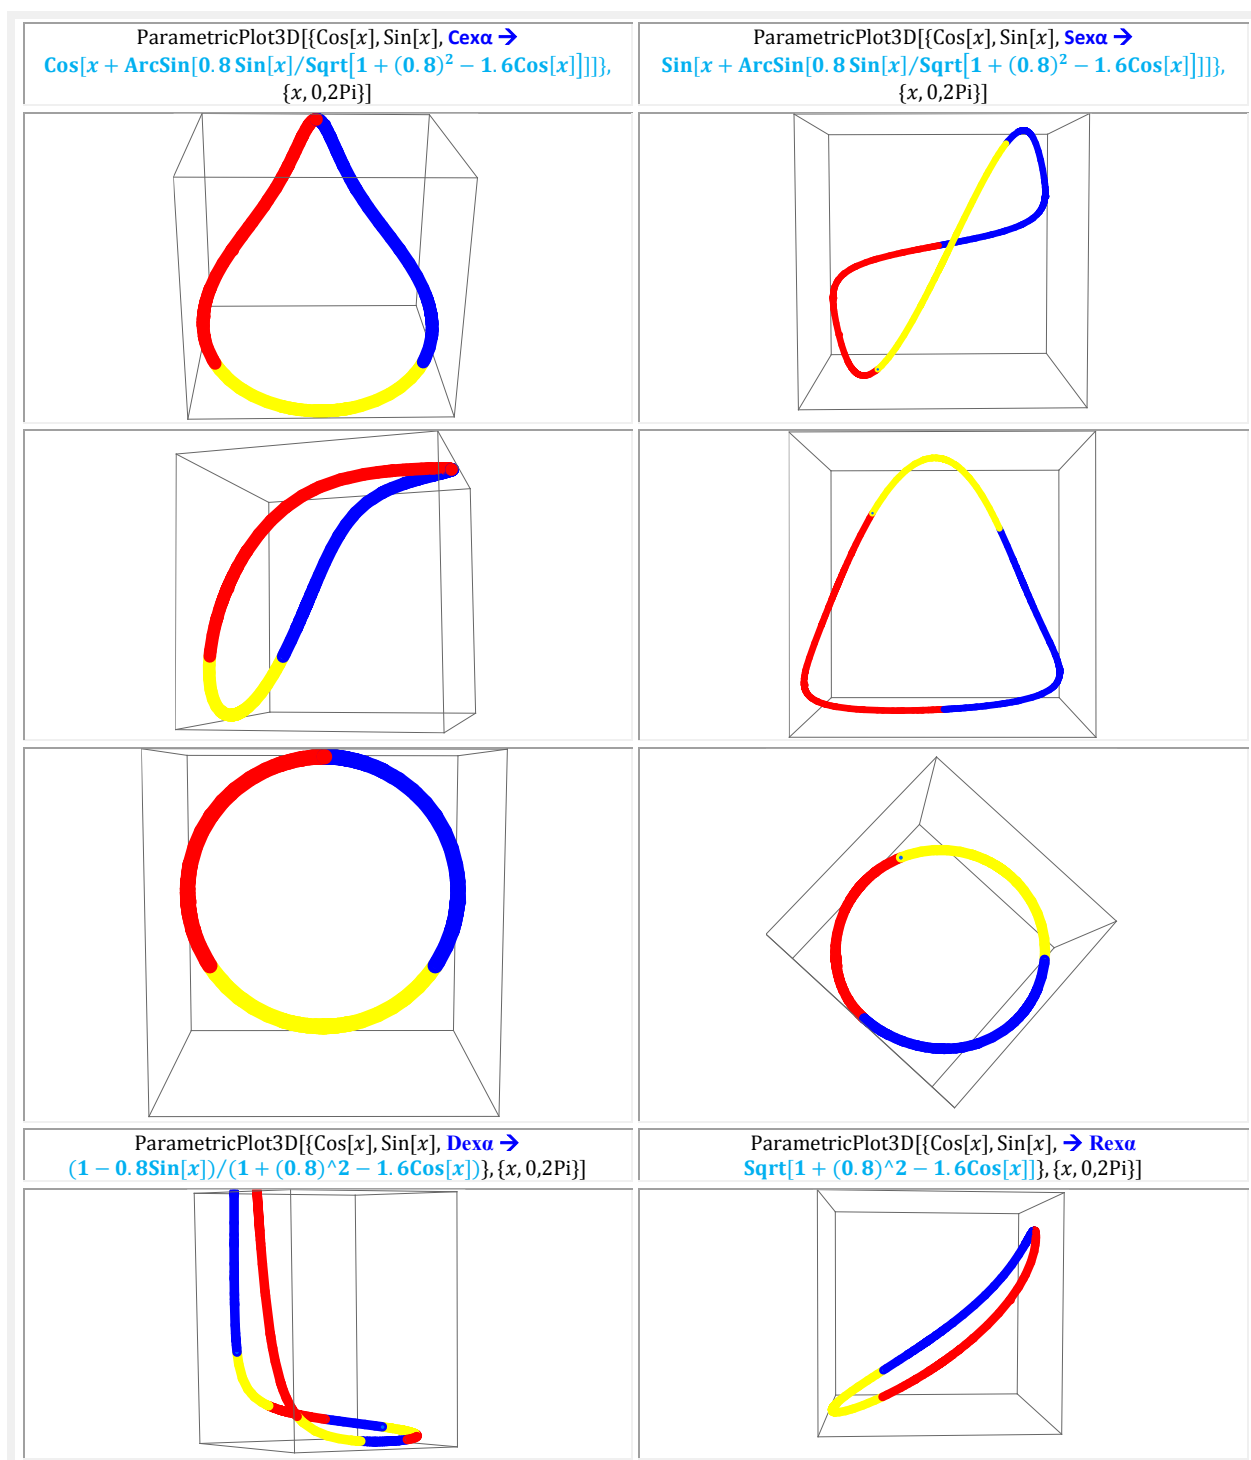 ParametricPlot3D[{Cos[x], Sin[x], Cexα →
Cos[x + ArcSin[0.8 Sin[x]/Sqrt[1 + (0.8)² − 1.6Cos[x]]]]},
{x, 0,2Pi}]
ParametricPlot3D[{Cos[x], Sin[x], Sexα →
Sin[x + ArcSin[0.8 Sin[x]/Sqrt[1 + (0.8)² − 1.6Cos[x]]]]},
{x, 0,2Pi}]
ParametricPlot3D[{Cos[x], Sin[x], Dexα →
(1 − 0.8Sin[x])/(1 + (0.8)^2 − 1.6Cos[x])}, {x, 0,2Pi}]
ParametricPlot3D[{Cos[x], Sin[x], → Rexα
Sqrt[1 + (0.8)^2 − 1.6Cos[x]]}, {x, 0,2Pi}]